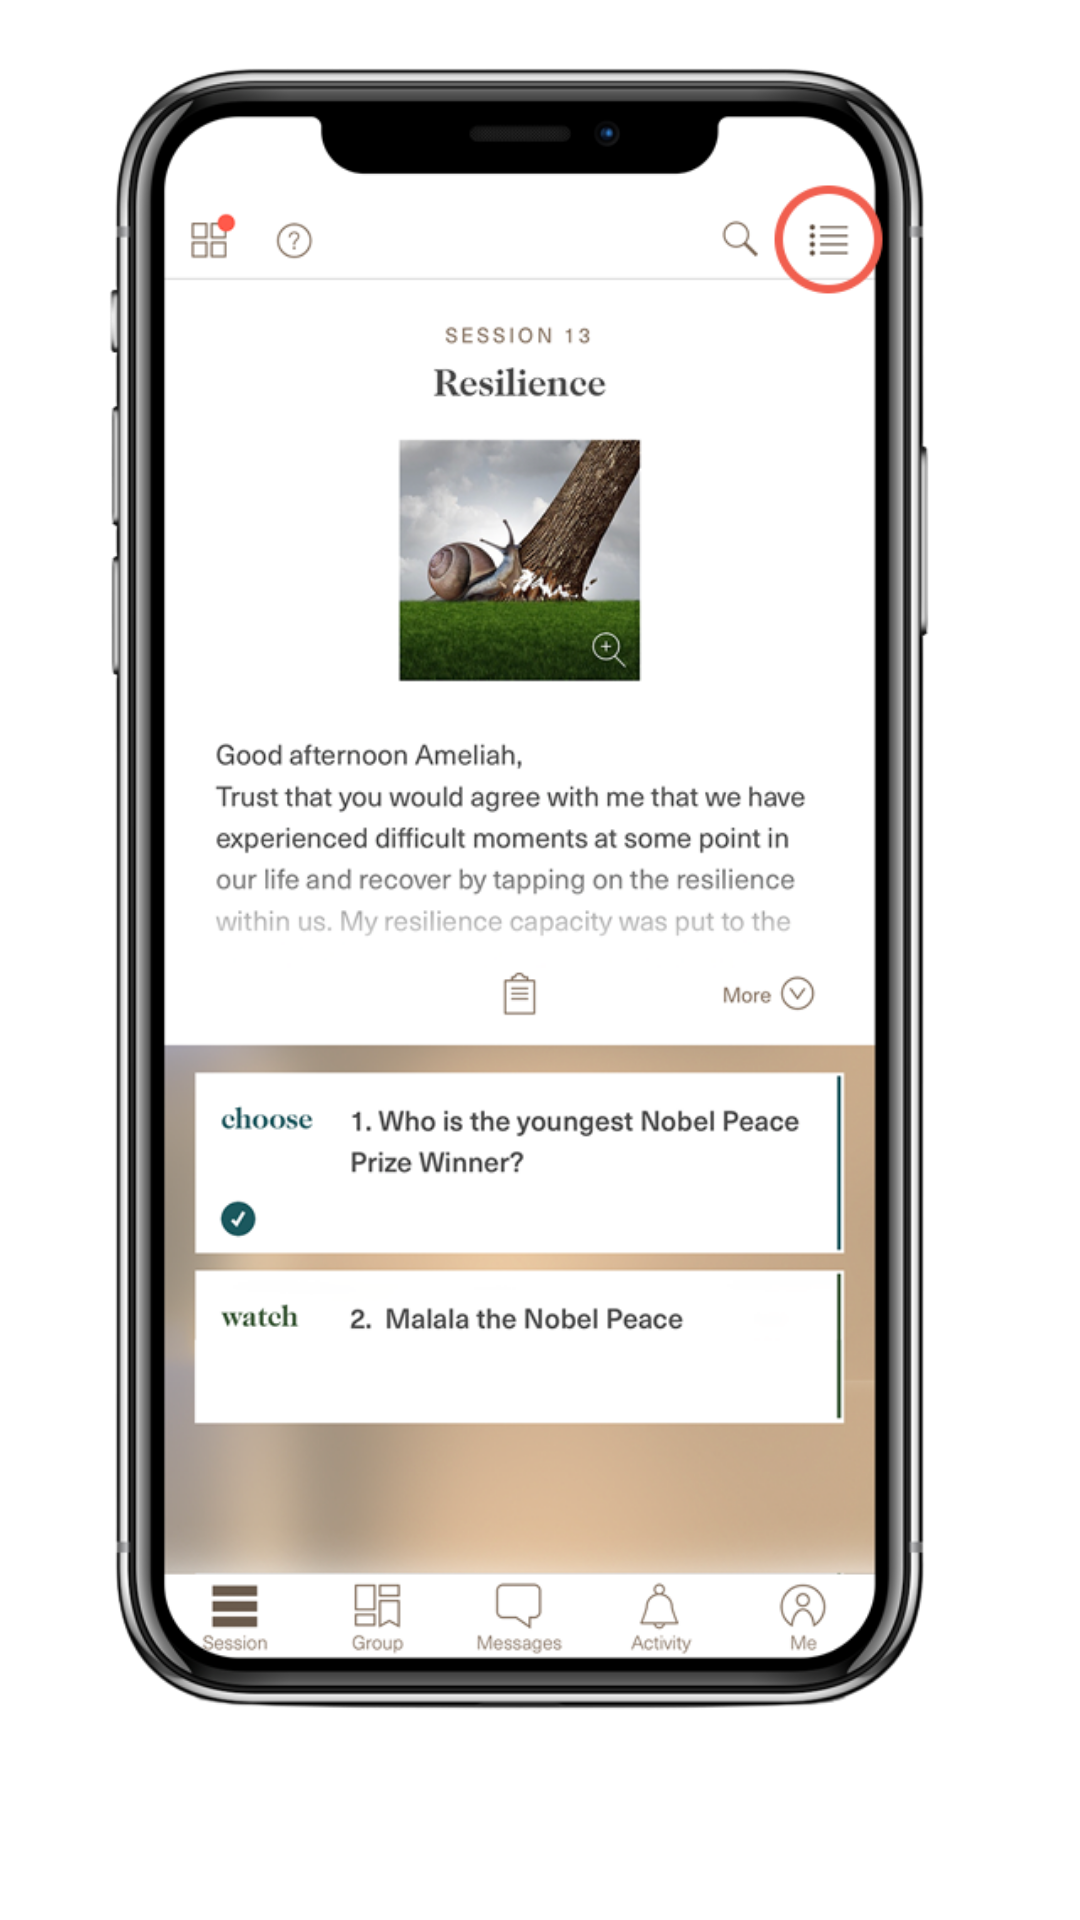 SESSION 13
Resilience
Good afternoon Ameliah,
Trust that you would agree with me that we have
experienced difficult moments at some point in
our life and recover by tapping on the resilience
within us. My resilience capacity was put to the
More
choose
1. Who is the youngest Nobel Peace
Prize Winner?
watch
2. Malala the Nobel Peace
Session
Group
Messages
Activity
Me